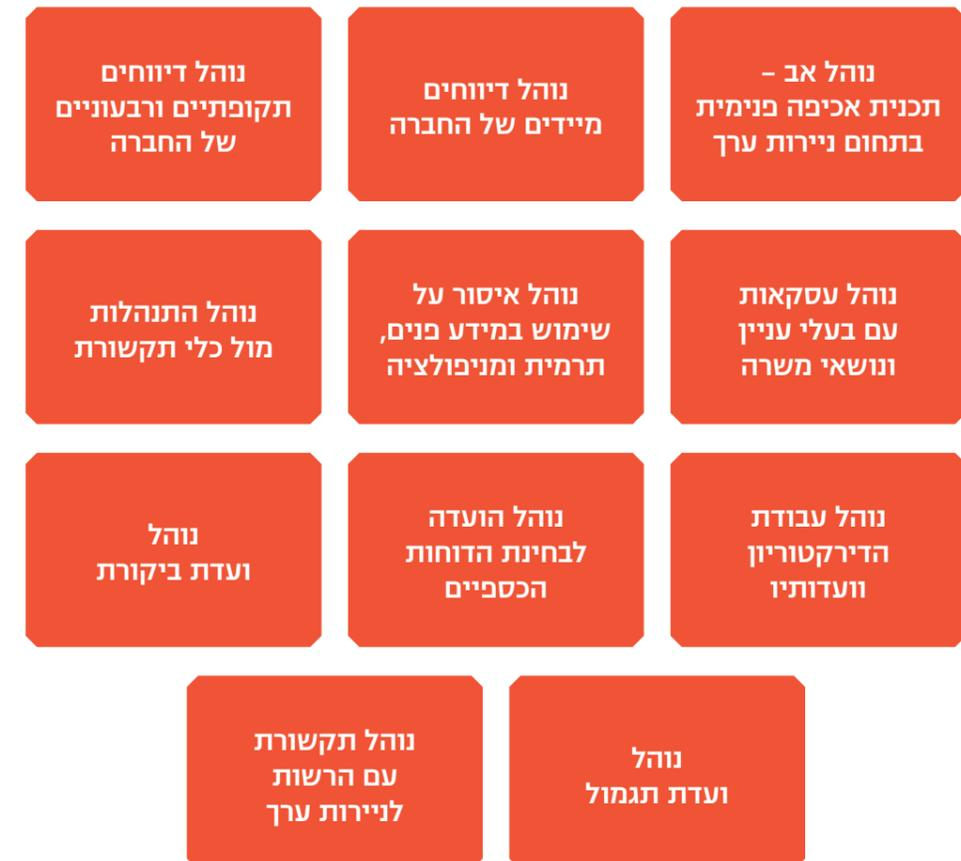 נוהל אב –
תכנית אכיפה פנימית
בתחום ניירות ערך
נוהל דיווחים
מיידים של החברה
נוהל דיווחים
תקופתיים ורבעוניים
של החברה
נוהל עסקאות
עם בעלי עניין
ונושאי משרה
נוהל איסור על
שימוש במידע פנים,
תרמית ומניפולציה
נוהל התנהלות
מול כלי תקשורת
נוהל עבודת
הדירקטוריון
וועדותיו
נוהל הועדה
לבחינת הדוחות
הכספיים
נוהל
ועדת ביקורת
נוהל
ועדת תגמול
נוהל תקשורת
עם הרשות
לניירות ערך